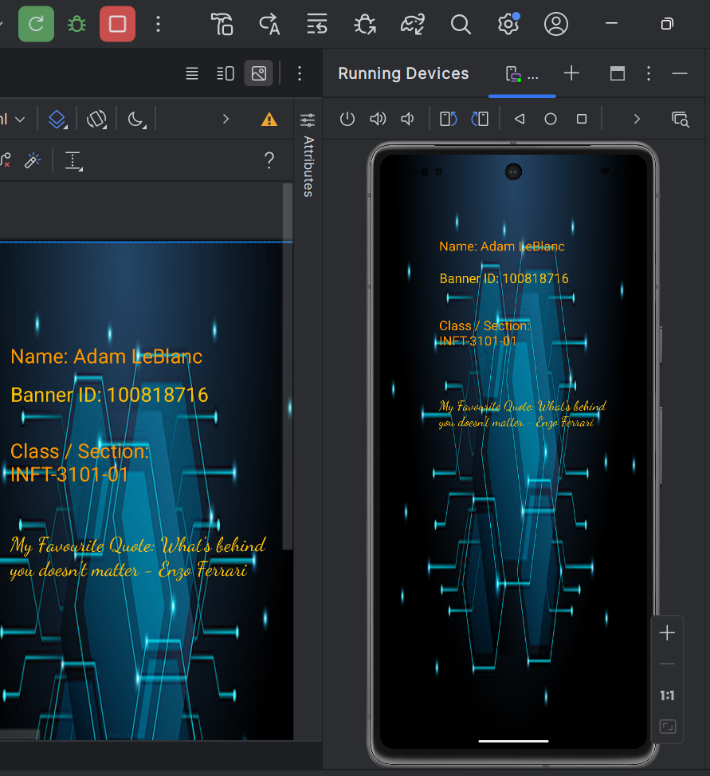 Running Devices
...
nl
Attributes
Name: Adam LeBlanc
Banner ID: 100818716
Class / Section:
INFT-3101-01
My Favourite Quote: What's behind
you doesn't matter - Enzo Ferrari
Name: Adam LeBlanc
Banner ID: 100818716
Class / Section:
INFT-3101-01
My Favourite Quote: What's behind
you doesn't matter - Enzo Ferrari
1:1